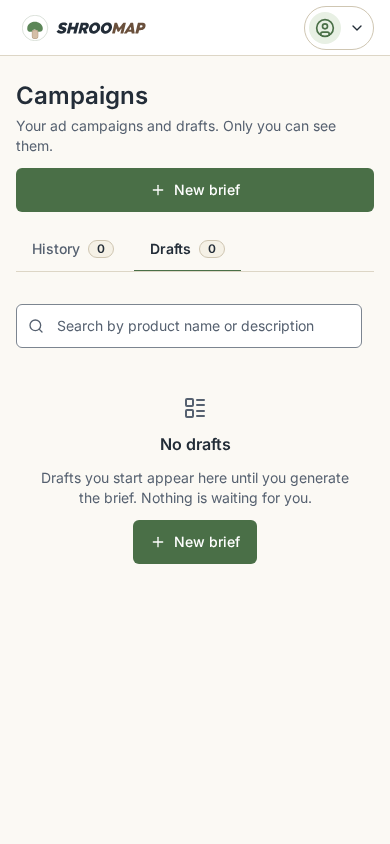 SHROOMAP
Campaigns
Your ad campaigns and drafts. Only you can see
them.
New brief
History 0 Drafts 0
Search by product name or description
No drafts
Drafts you start appear here until you generate
the brief. Nothing is waiting for you.
New brief